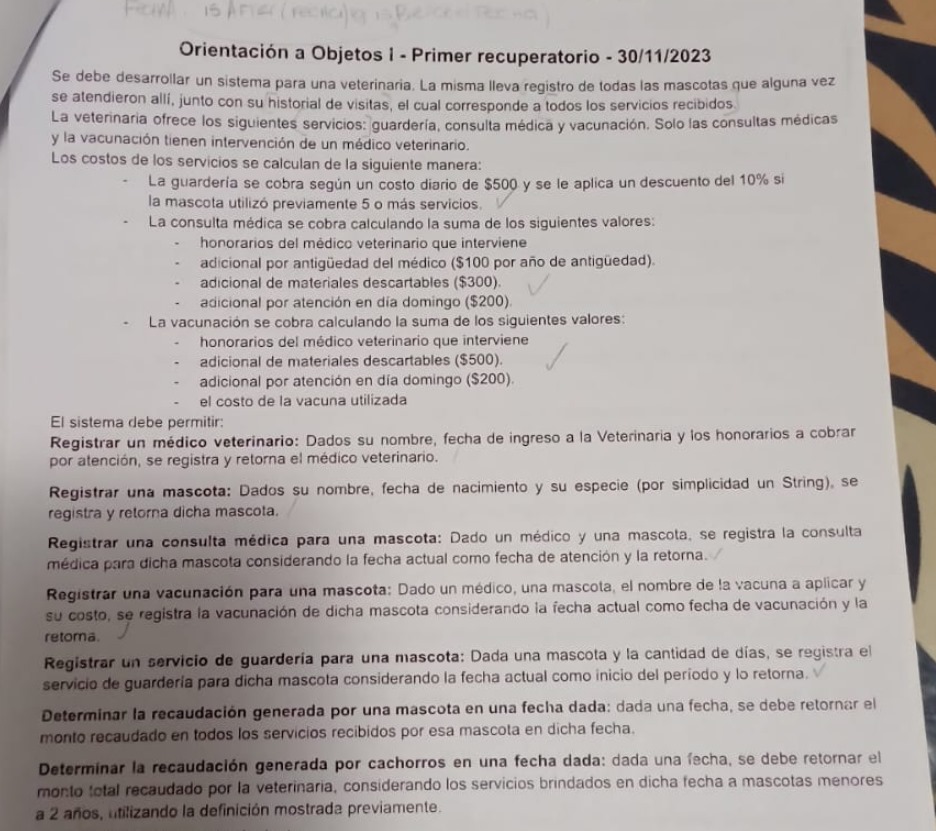 is After(
Orientación a Objetos I - Primer recuperatorio - 30/11/2023
Se debe desarrollar un sistema para una veterinaria. La misma lleva registro de todas las mascotas que alguna vez
se atendieron allí, junto con su historial de visitas, el cual corresponde a todos los servicios recibidos.
La veterinaria ofrece los siguientes servicios: guardería, consulta médica y vacunación. Solo las consultas médicas
y la vacunación tienen intervención de un médico veterinario.
Los costos de los servicios se calculan de la siguiente manera:
- La guardería se cobra según un costo diario de $500 y se le aplica un descuento del 10% si
la mascota utilizó previamente 5 o más servicios.
- La consulta médica se cobra calculando la suma de los siguientes valores:
- honorarios del médico veterinario que interviene
- adicional por antigüedad del médico ($100 por año de antigüedad).
- adicional de materiales descartables ($300).
- adicional por atención en día domingo ($200).
- La vacunación se cobra calculando la suma de los siguientes valores:
- honorarios del médico veterinario que interviene
- adicional de materiales descartables ($500).
- adicional por atención en día domingo ($200).
- el costo de la vacuna utilizada
El sistema debe permitir:
Registrar un médico veterinario: Dados su nombre, fecha de ingreso a la Veterinaria y los honorarios a cobrar
por atención, se registra y retorna el médico veterinario.
Registrar una mascota: Dados su nombre, fecha de nacimiento y su especie (por simplicidad un String), se
registra y retorna dicha mascota.
Registrar una consulta médica para una mascota: Dado un médico y una mascota, se registra la consulta
médica para dicha mascota considerando la fecha actual como fecha de atención y la retorna.
Registrar una vacunación para una mascota: Dado un médico, una mascota, el nombre de la vacuna a aplicar y
su costo, se registra la vacunación de dicha mascota considerando la fecha actual como fecha de vacunación y la
retorna.
Registrar un servicio de guardería para una mascota: Dada una mascota y la cantidad de días, se registra el
servicio de guardería para dicha mascota considerando la fecha actual como inicio del período y lo retorna.
Determinar la recaudación generada por una mascota en una fecha dada: dada una fecha, se debe retornar el
monto recaudado en todos los servicios recibidos por esa mascota en dicha fecha.
Determinar la recaudación generada por cachorros en una fecha dada: dada una fecha, se debe retornar el
monto total recaudado por la veterinaria, considerando los servicios brindados en dicha fecha a mascotas menores
a 2 años, utilizando la definición mostrada previamente.